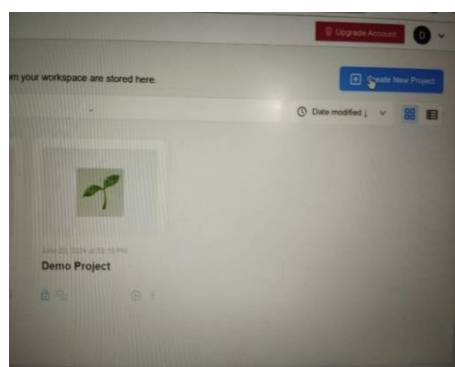 Upgrade Account
D
m your workspace are stored here.
Create New Project
Date modified ↓
Demo Project